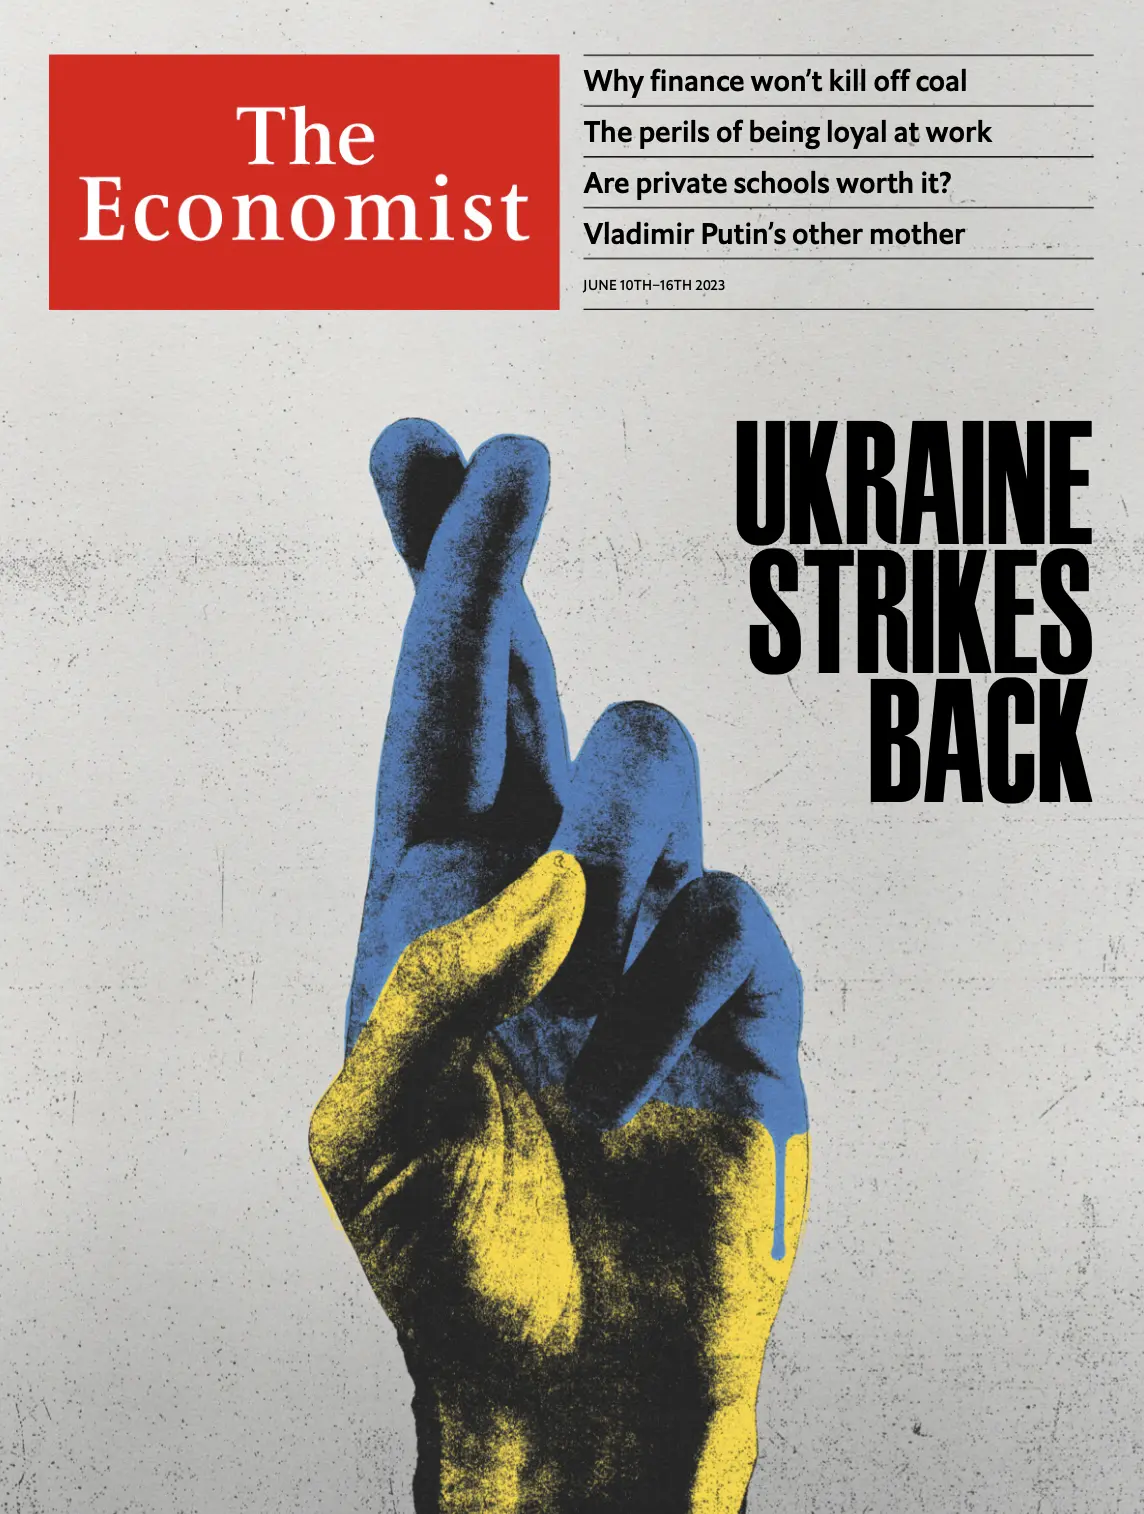 The
Economist
Why finance won't kill off coal
The perils of being loyal at work
Are private schools worth it?
Vladimir Putin's other mother
JUNE 10TH–16TH 2023
UKRAINE
STRIKES
BACK